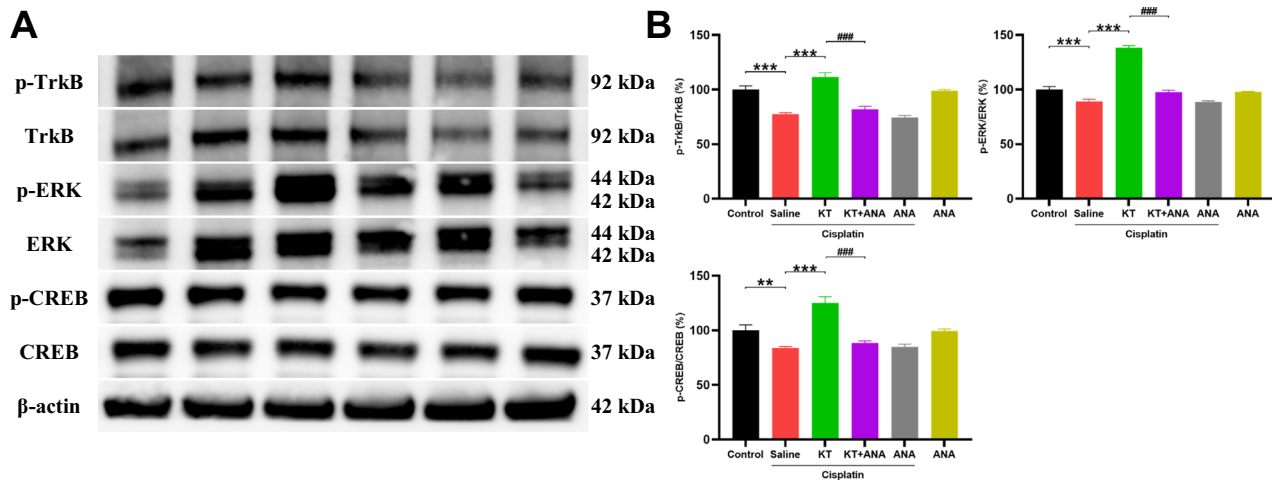 A
p-TrkB
92 kDa
TrkB
92 kDa
p-ERK
44 kDa
42 kDa
ERK
44 kDa
42 kDa
p-CREB
37 kDa
CREB
37 kDa
β-actin
42 kDa
B
p-TrkB/TrkB (%)
150
100
50
0
***
***
###
Control Saline KT KT+ANA ANA ANA
Cisplatin
p-ERK/ERK (%)
150
100
50
0
***
***
###
Control Saline KT KT+ANA ANA ANA
Cisplatin
p-CREB/CREB (%)
150
100
50
0
**
***
###
Control Saline KT KT+ANA ANA ANA
Cisplatin